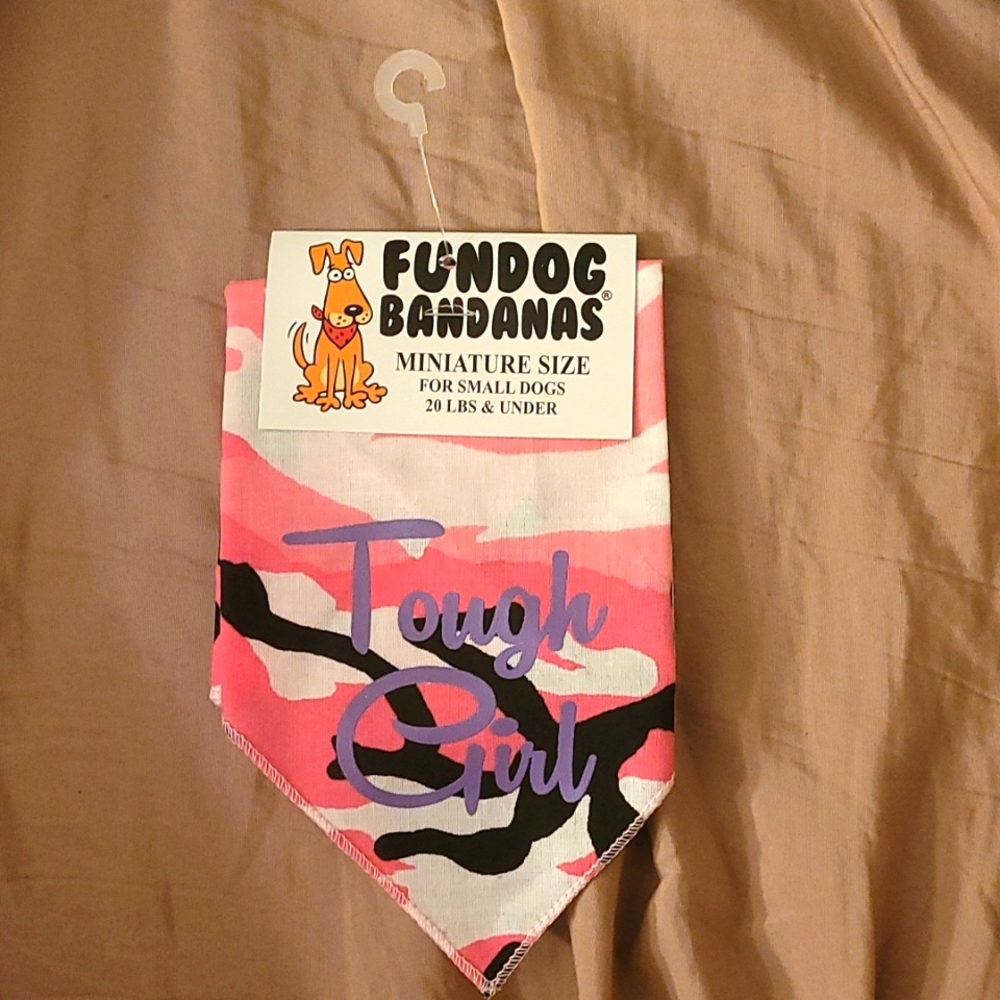 FUNDOG
BANDANAS®
MINIATURE SIZE
FOR SMALL DOGS
20 LBS & UNDER
Tough
Girl